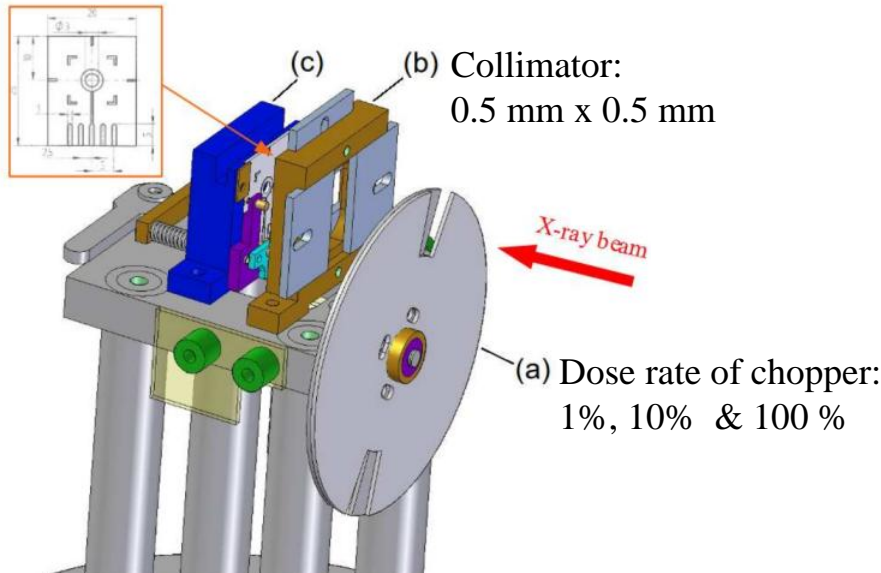 (c)
(b) Collimator:
0.5 mm x 0.5 mm
X-ray beam
(a) Dose rate of chopper:
1%, 10% & 100 %